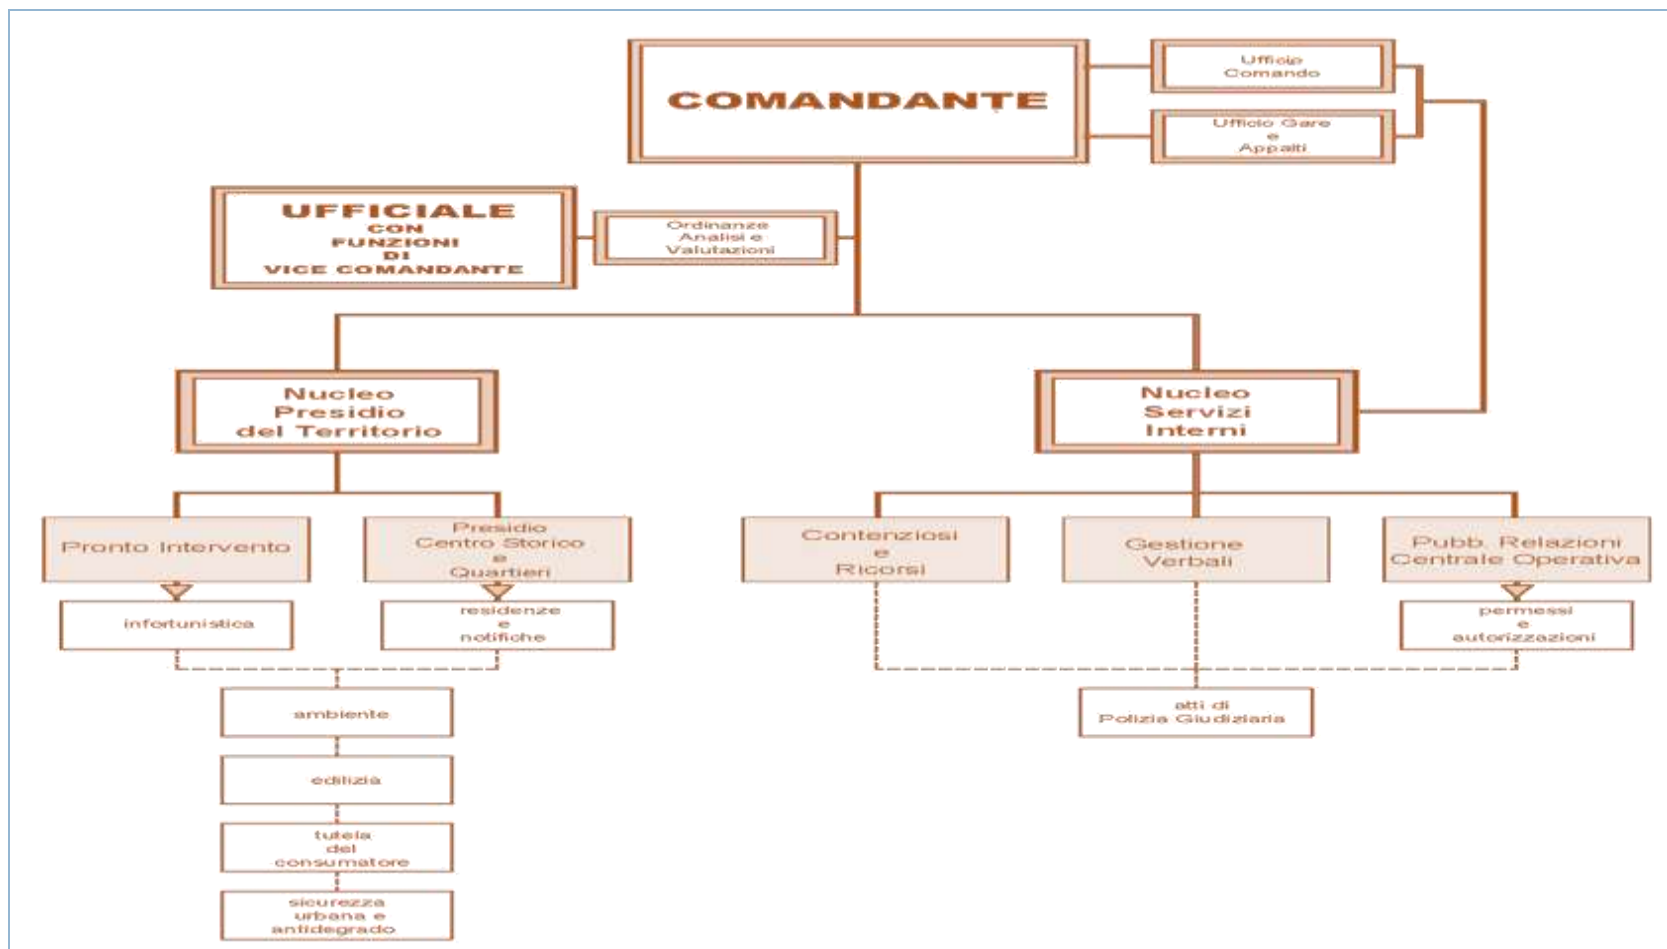 COMANDANTE
Ufficio
Comando
Ufficio Gare
e
Appalti
UFFICIALE
CON
FUNZIONI
DI
VICE COMANDANTE
Ordinanze
Analisi e
Valutazioni
Nucleo
Presidio
del Territorio
Nucleo
Servizi
Interni
Pronto Intervento
Presidio
Centro Storico
e
Quartieri
Contenziosi
e
Ricorsi
Gestione
Verbali
Pubb. Relazioni
Centrale Operativa
infortunistica
residenze
e
notifiche
permessi
e
autorizzazioni
ambiente
atti di
Polizia Giudiziaria
edilizia
tutela
del
consumatore
sicurezza
urbana e
antidegrado